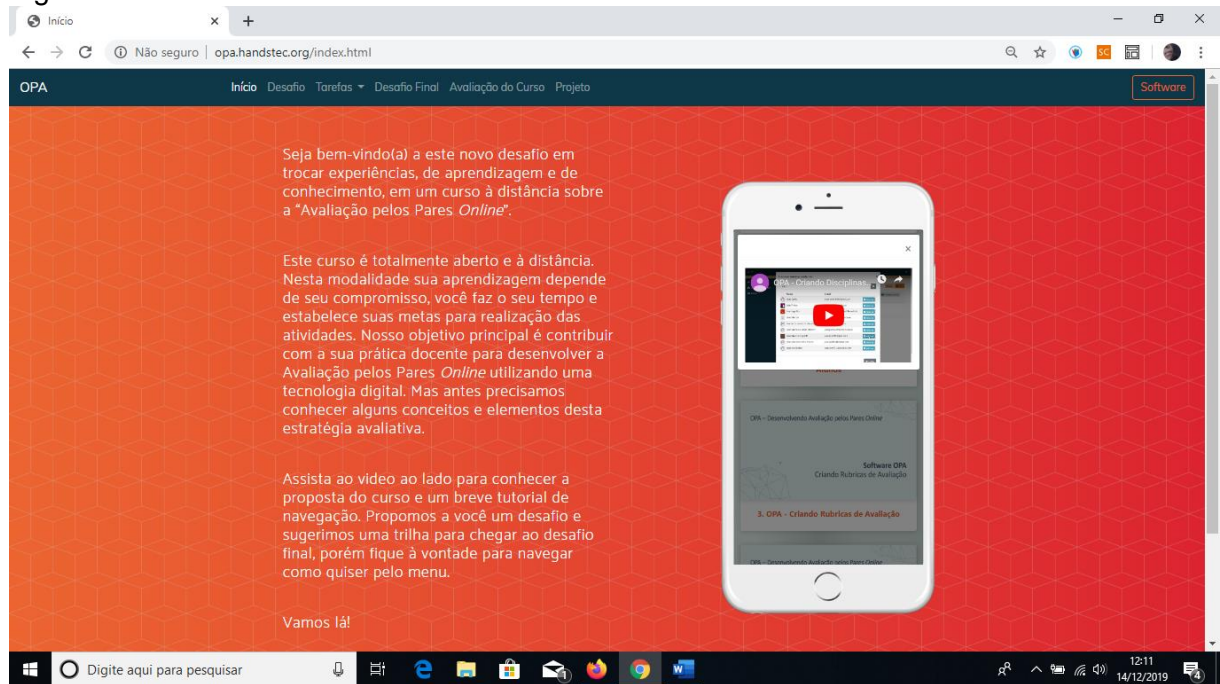 Início
Não seguro | opa.handstec.org/index.html
OPA
Início Desafio Tarefas Desafio Final Avaliação do Curso Projeto
Software
Seja bem-vindo(a) a este novo desafio em
trocar experiências, de aprendizagem e de
conhecimento, em um curso à distância sobre
a “Avaliação pelos Pares Online”.
Este curso é totalmente aberto e à distância.
Nesta modalidade sua aprendizagem depende
de seu compromisso, você faz o seu tempo e
estabelece suas metas para realização das
atividades. Nosso objetivo principal é contribuir
com a sua prática docente para desenvolver a
Avaliação pelos Pares Online utilizando uma
tecnologia digital. Mas antes precisamos
conhecer alguns conceitos e elementos desta
estratégia avaliativa.
Assista ao video ao lado para conhecer a
proposta do curso e um breve tutorial de
navegação. Propomos a você um desafio e
sugerimos uma trilha para chegar ao desafio
final, porém fique à vontade para navegar
como quiser pelo menu.
Vamos lá!
OPA - Criando Disciplinas
OPA – Desenvolvendo Avaliação pelos Pares Online
Software OPA
Criando Rubricas de Avaliação
3. OPA - Criando Rubricas de Avaliação
OPA – Desenvolvendo Avaliação pelos Pares Online
Digite aqui para pesquisar
12:11
14/12/2019